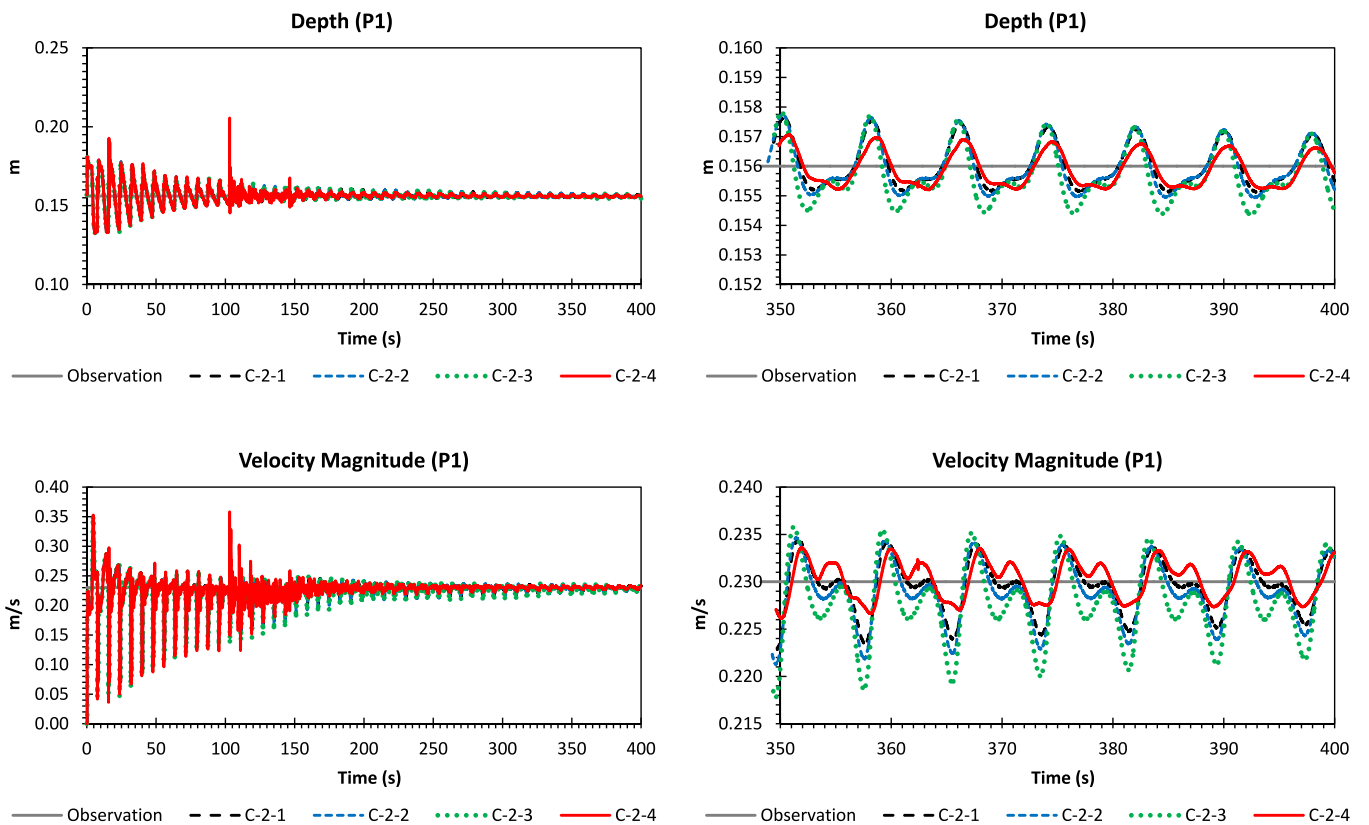 Depth (P1)
0.25
0.20
0.15
0.10
m
0 50 100 150 200 250 300 350 400
Time (s)
Observation C-2-1 C-2-2 C-2-3 C-2-4
Depth (P1)
0.160
0.159
0.158
0.157
0.156
0.155
0.154
0.153
0.152
m
350 360 370 380 390 400
Time (s)
Observation C-2-1 C-2-2 C-2-3 C-2-4
Velocity Magnitude (P1)
0.40
0.35
0.30
0.25
0.20
0.15
0.10
0.05
0.00
m/s
0 50 100 150 200 250 300 350 400
Time (s)
Observation C-2-1 C-2-2 C-2-3 C-2-4
Velocity Magnitude (P1)
0.240
0.235
0.230
0.225
0.220
0.215
m/s
350 360 370 380 390 400
Time (s)
Observation C-2-1 C-2-2 C-2-3 C-2-4